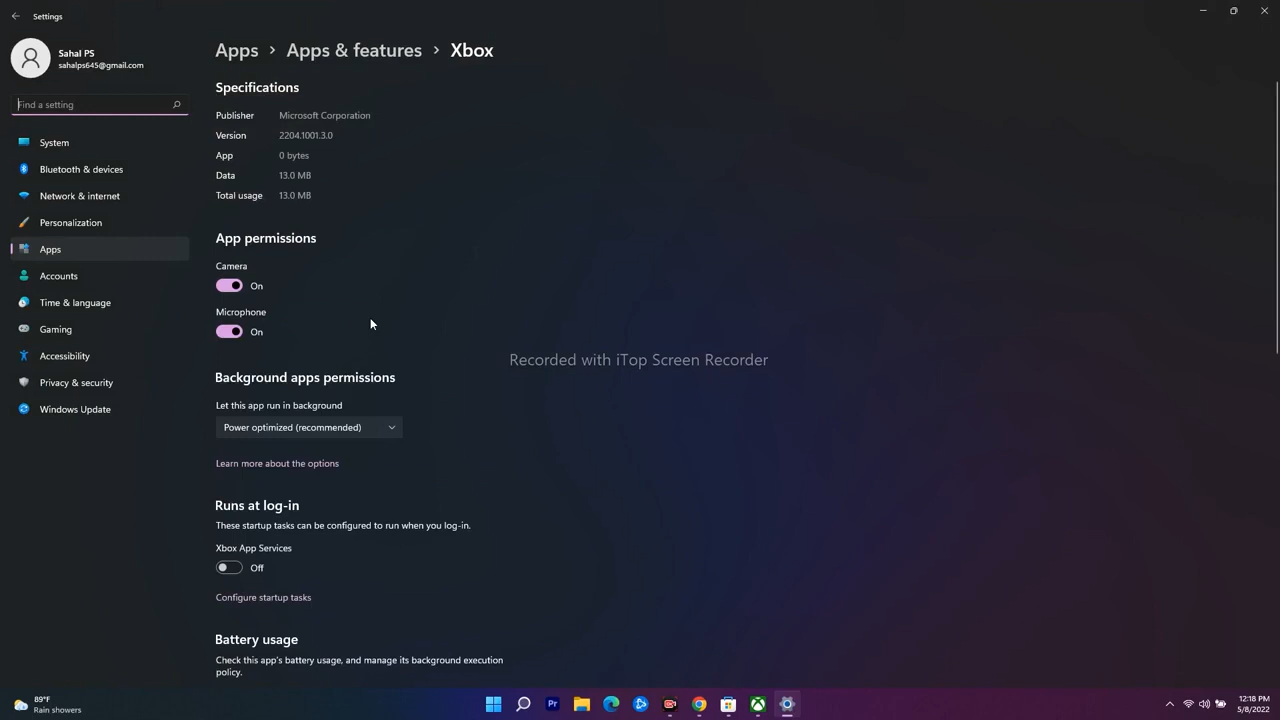 Settings
Sahal PS
sahalps645@gmail.com
Find a setting
System
Bluetooth & devices
Network & internet
Personalization
Apps
Accounts
Time & language
Gaming
Accessibility
Privacy & security
Windows Update
Apps > Apps & features > Xbox
Specifications
Publisher Microsoft Corporation
Version 2204.1001.3.0
App 0 bytes
Data 13.0 MB
Total usage 13.0 MB
App permissions
Camera
On
Microphone
On
Recorded with iTop Screen Recorder
Background apps permissions
Let this app run in background
Power optimized (recommended)
Learn more about the options
Runs at log-in
These startup tasks can be configured to run when you log-in.
Xbox App Services
Off
Configure startup tasks
Battery usage
Check this app's battery usage, and manage its background execution
policy.
89°F
Rain showers
Pr
12:18 PM
5/8/2022